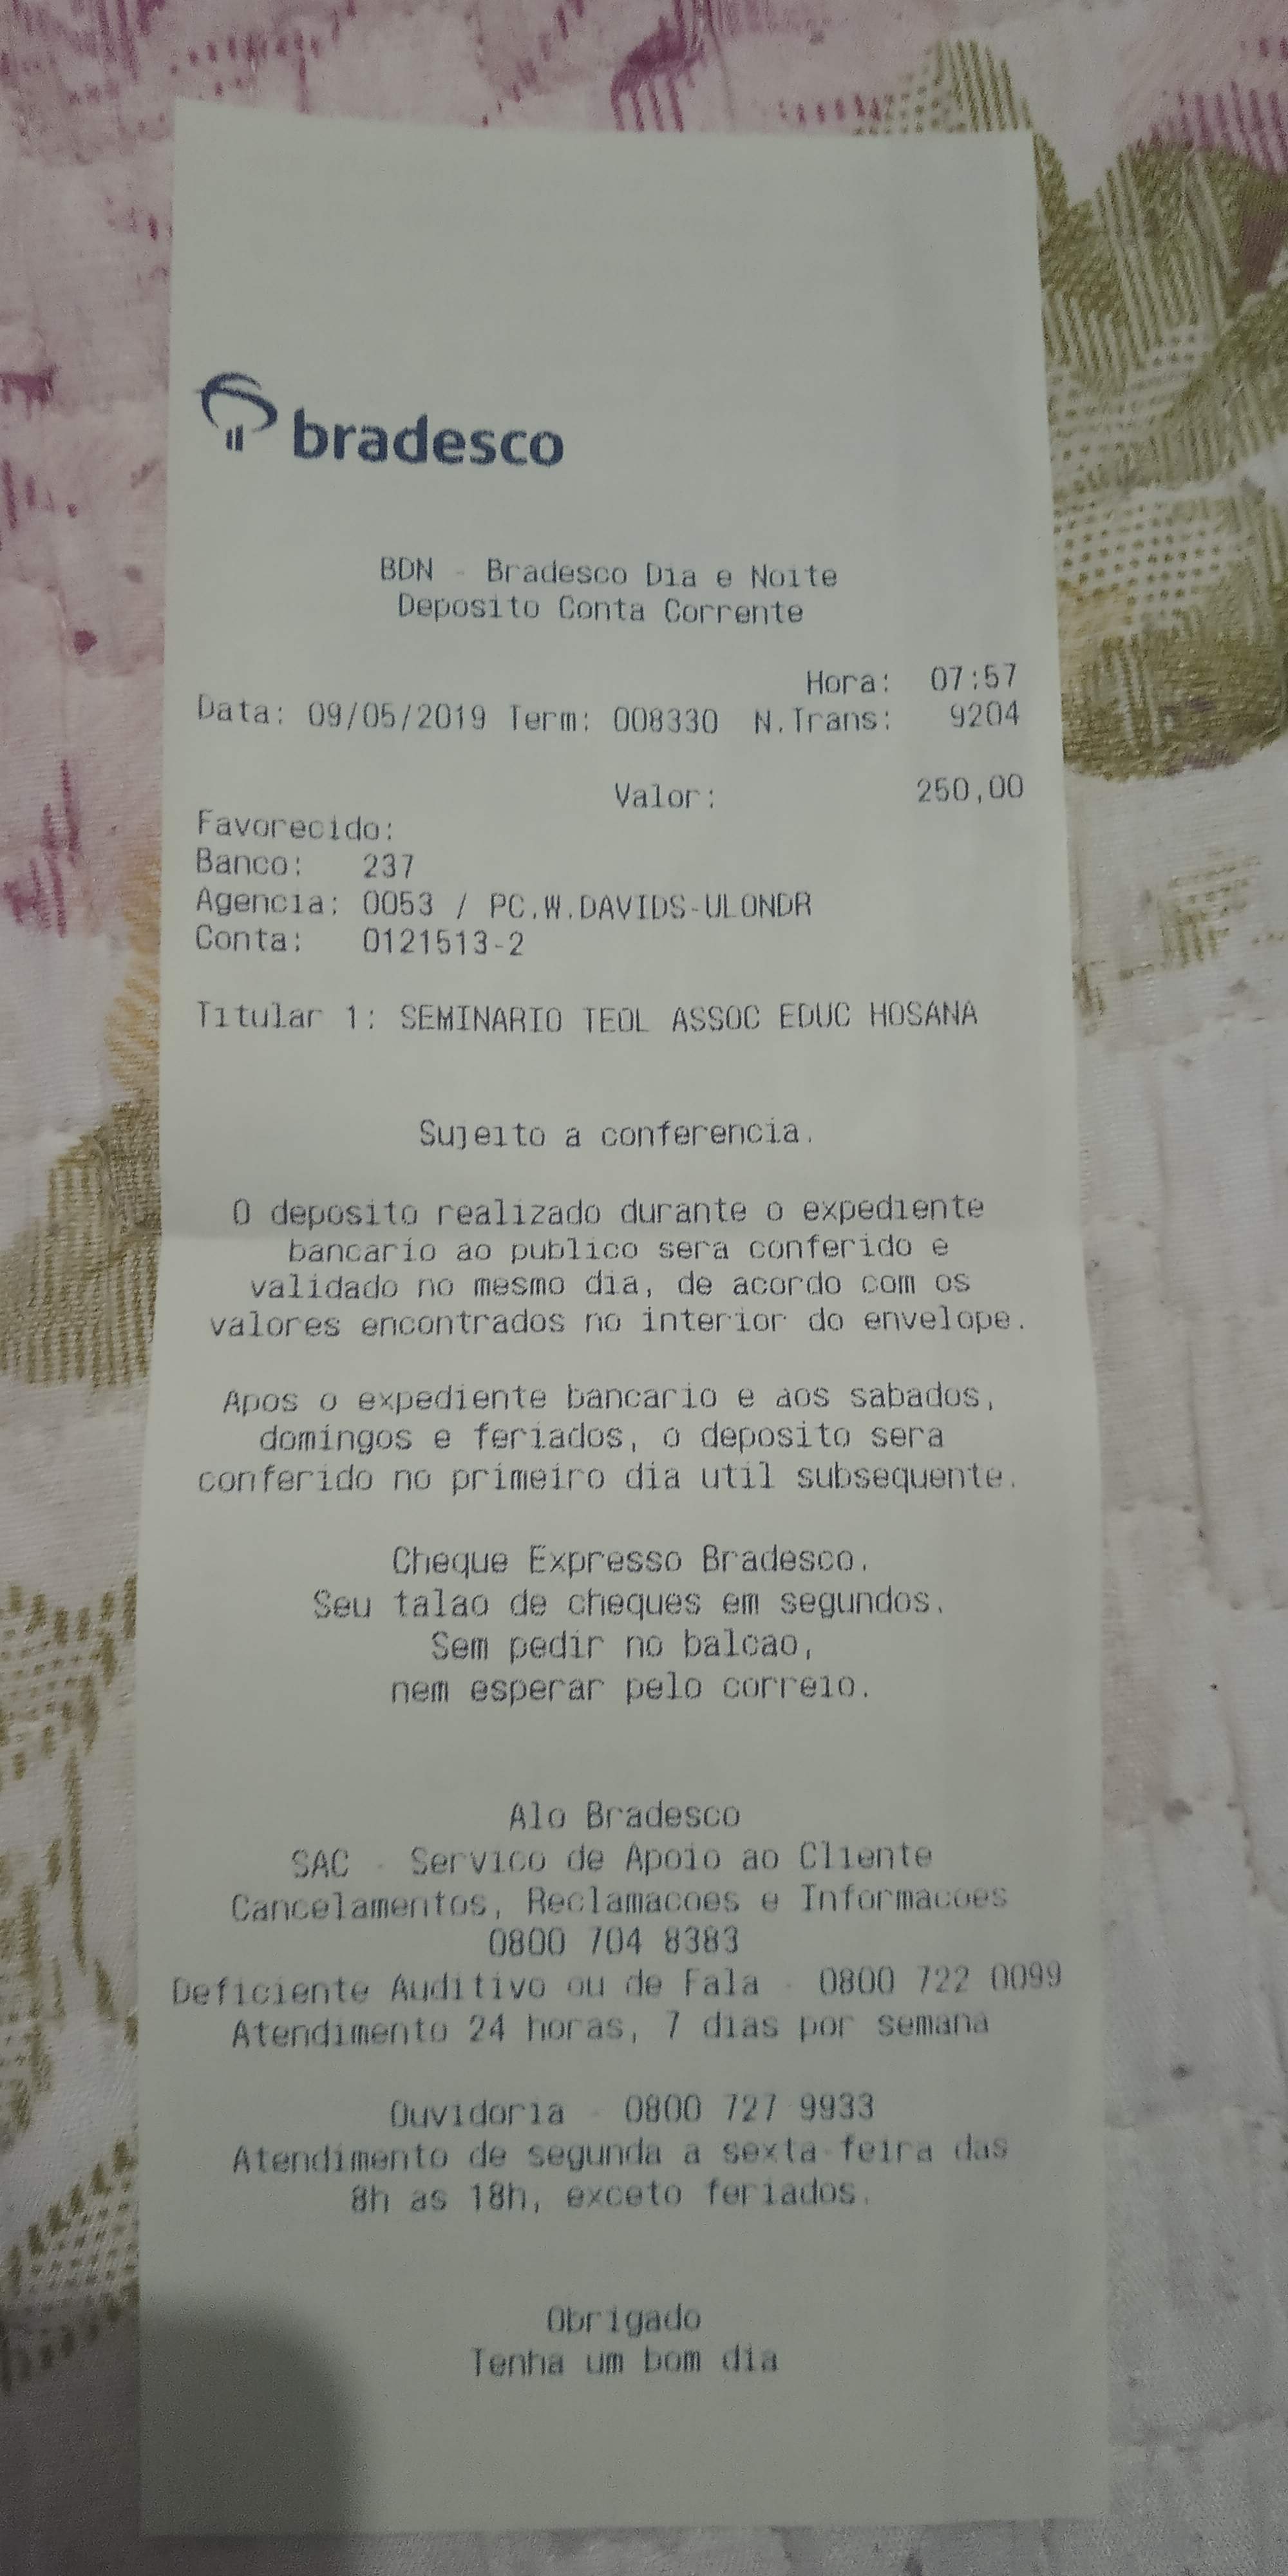 bradesco
BDN - Bradesco Dia e Noite
Deposito Conta Corrente
Hora: 07:57
Data: 09/05/2019 Term: 008330 N.Trans: 9204
Valor: 250,00
Favorecido:
Banco: 237
Agencia: 0053 / PC.W.DAVIDS-ULONDR
Conta: 0121513-2
Titular 1: SEMINARIO TEOL ASSOC EDUC HOSANA
Sujeito a conferencia.
O deposito realizado durante o expediente
bancario ao publico sera conferido e
validado no mesmo dia, de acordo com os
valores encontrados no interior do envelope.
Apos o expediente bancario e aos sabados,
domingos e feriados, o deposito sera
conferido no primeiro dia util subsequente.
Cheque Expresso Bradesco.
Seu talao de cheques em segundos.
Sem pedir no balcao,
nem esperar pelo correio.
Alo Bradesco
SAC - Servico de Apoio ao Cliente
Cancelamentos, Reclamacoes e Informacoes
0800 704 8383
Deficiente Auditivo ou de Fala - 0800 722 0099
Atendimento 24 horas, 7 dias por semana
Ouvidoria - 0800 727 9933
Atendimento de segunda a sexta-feira das
8h as 18h, exceto feriados.
Obrigado
Tenha um bom dia